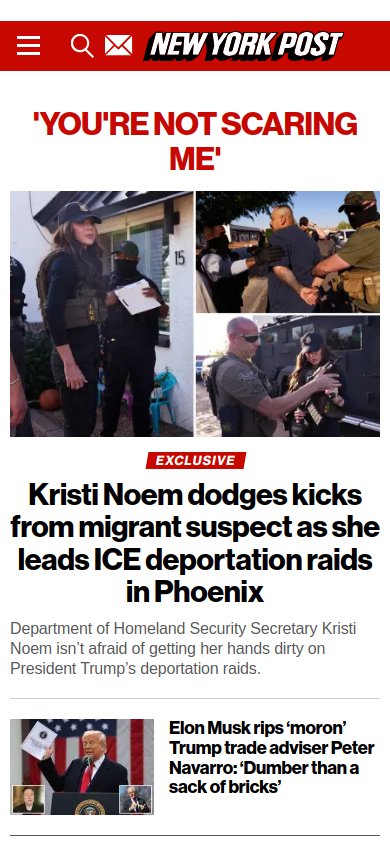 NEW YORK POST
'YOU'RE NOT SCARING
ME'
15
ICE
EXCLUSIVE
Kristi Noem dodges kicks
from migrant suspect as she
leads ICE deportation raids
in Phoenix
Department of Homeland Security Secretary Kristi
Noem isn’t afraid of getting her hands dirty on
President Trump’s deportation raids.
Elon Musk rips ‘moron’
Trump trade adviser Peter
Navarro: ‘Dumber than a
sack of bricks’